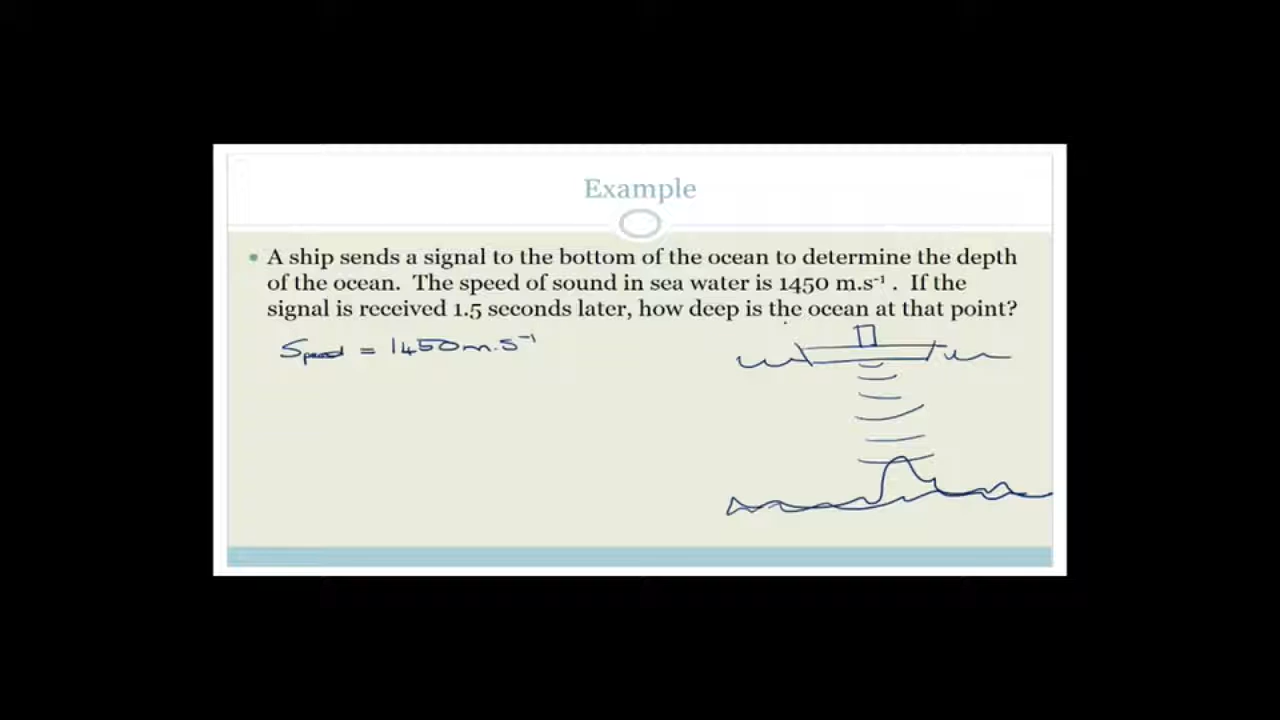 Example
• A ship sends a signal to the bottom of the ocean to determine the depth
of the ocean. The speed of sound in sea water is 1450 m.s⁻¹ . If the
signal is received 1.5 seconds later, how deep is the ocean at that point?
Speed = 1450m.s⁻¹